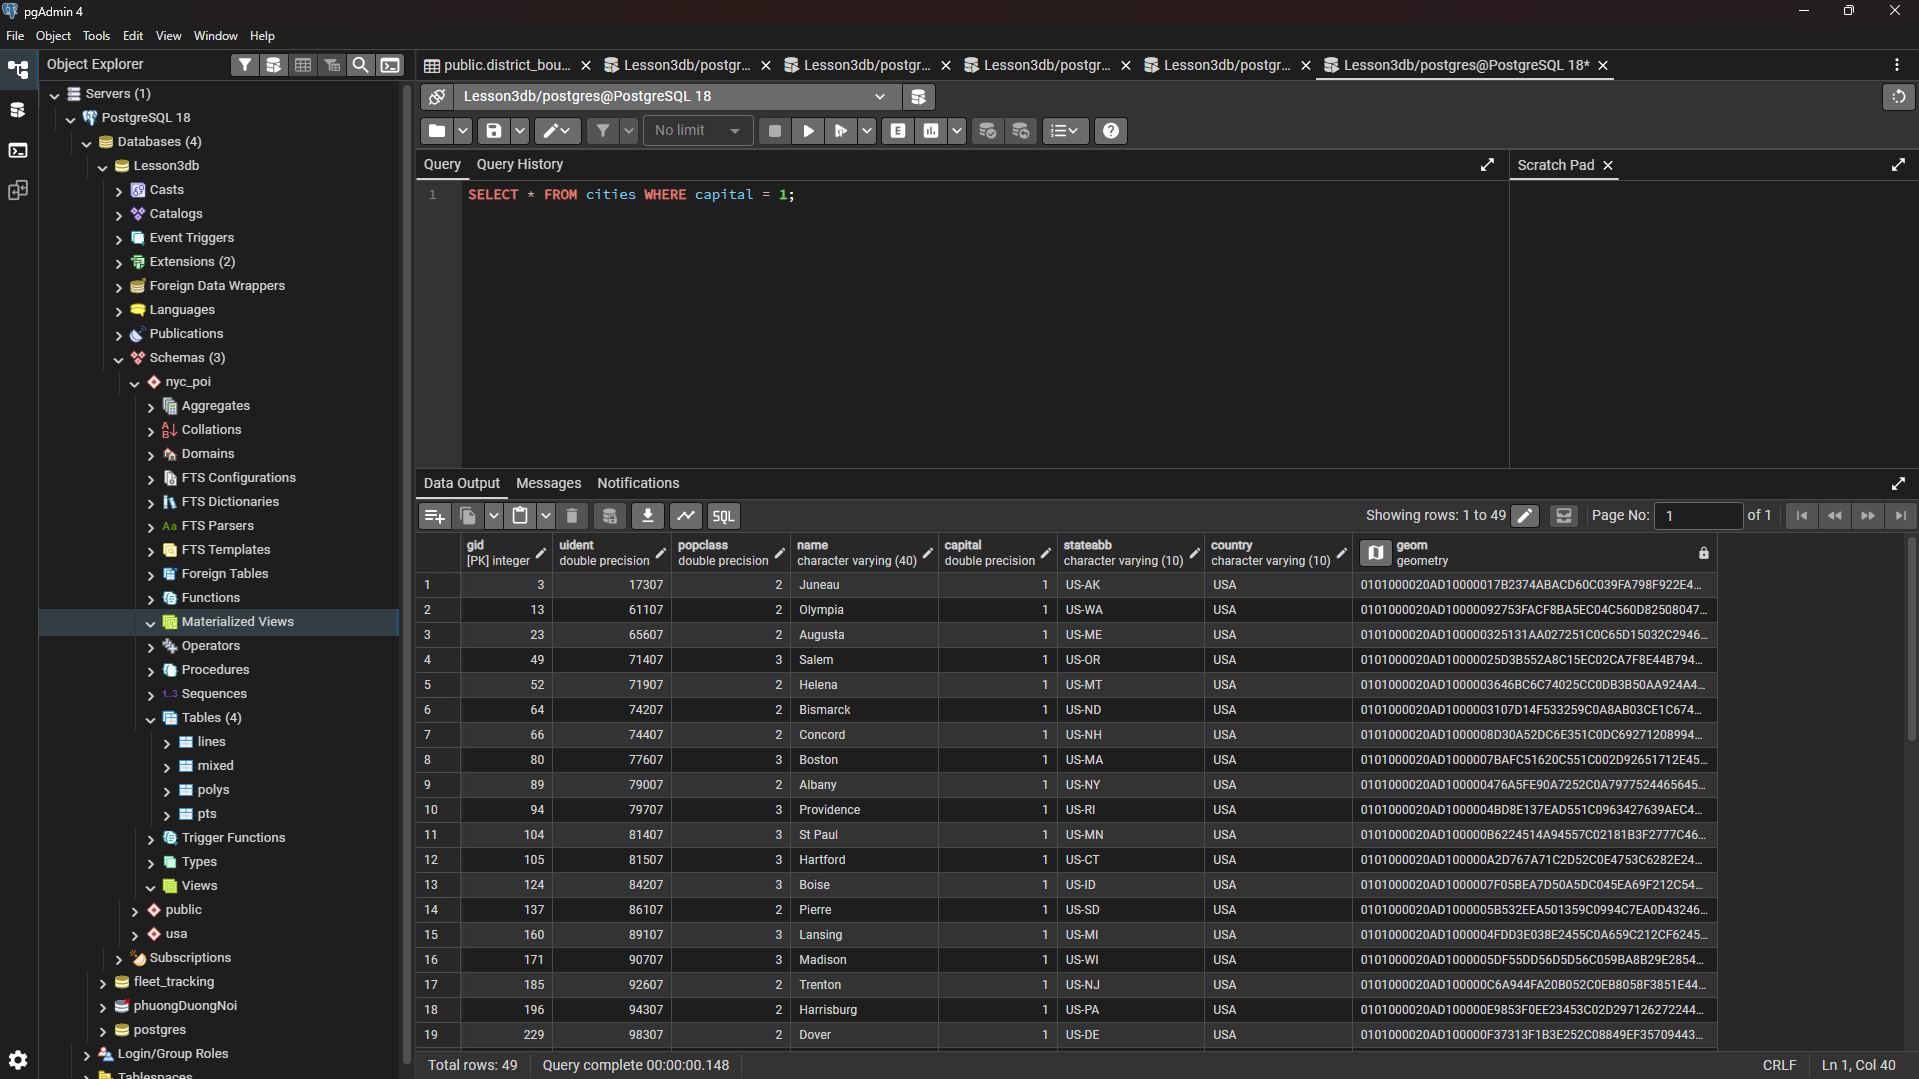 pgAdmin 4
File Object Tools Edit View Window Help
Object Explorer
public.district_bou...
Lesson3db/postgr...
Lesson3db/postgr...
Lesson3db/postgr...
Lesson3db/postgr...
Lesson3db/postgres@PostgreSQL 18*
Servers (1)
PostgreSQL 18
Databases (4)
Lesson3db
Casts
Catalogs
Event Triggers
Extensions (2)
Foreign Data Wrappers
Languages
Publications
Schemas (3)
nyc_poi
Aggregates
Collations
Domains
FTS Configurations
FTS Dictionaries
FTS Parsers
FTS Templates
Foreign Tables
Functions
Materialized Views
Operators
Procedures
1..3 Sequences
Tables (4)
lines
mixed
polys
pts
Trigger Functions
Types
Views
public
usa
Subscriptions
fleet_tracking
phuongDuongNoi
postgres
Login/Group Roles
Tablespaces
Lesson3db/postgres@PostgreSQL 18
No limit
Query Query History
Scratch Pad
1 SELECT * FROM cities WHERE capital = 1;
Data Output Messages Notifications
SQL
Showing rows: 1 to 49
Page No: 1 of 1
gid uident popclass name capital stateabb country geom
[PK] integer double precision double precision character varying (40) double precision character varying (10) character varying (10) geometry
1 3 17307 2 Juneau 1 US-AK USA 0101000020AD10000017B2374ABACD60C039FA798F922E4...
2 13 61107 2 Olympia 1 US-WA USA 0101000020AD10000092753FACF8BA5EC04C560D82508047...
3 23 65607 2 Augusta 1 US-ME USA 0101000020AD100000325131AA027251C0C65D15032C2946...
4 49 71407 3 Salem 1 US-OR USA 0101000020AD10000025D3B552A8C15EC02CA7F8E44B794...
5 52 71907 2 Helena 1 US-MT USA 0101000020AD1000003646BC6C74025CC0DB3B50AA924A4...
6 64 74207 2 Bismarck 1 US-ND USA 0101000020AD1000003107D14F533259C0A8AB03CE1C674...
7 66 74407 2 Concord 1 US-NH USA 0101000020AD1000008D30A52DC6E351C0DC69271208994...
8 80 77607 3 Boston 1 US-MA USA 0101000020AD1000007BAFC51620C551C002D92651712E45...
9 89 79007 2 Albany 1 US-NY USA 0101000020AD100000476A5FE90A7252C0A7977524465645...
10 94 79707 3 Providence 1 US-RI USA 0101000020AD1000004BD8E137EAD551C0963427639AEC4...
11 104 81407 3 St Paul 1 US-MN USA 0101000020AD100000B6224514A94557C02181B3F2777C46...
12 105 81507 3 Hartford 1 US-CT USA 0101000020AD100000A2D767A71C2D52C0E4753C6282E24...
13 124 84207 3 Boise 1 US-ID USA 0101000020AD1000007F05BEA7D50A5DC045EA69F212C54...
14 137 86107 2 Pierre 1 US-SD USA 0101000020AD1000005B532EEA501359C0994C7EA0D43246...
15 160 89107 3 Lansing 1 US-MI USA 0101000020AD1000004FDD3E038E2455C0A659C212CF6245...
16 171 90707 3 Madison 1 US-WI USA 0101000020AD1000005DF55DD56D5D56C059BA8B29E2854...
17 185 92607 2 Trenton 1 US-NJ USA 0101000020AD100000C6A944FA20B052C0EB8058F3851E44...
18 196 94307 2 Harrisburg 1 US-PA USA 0101000020AD100000E9853F0EE23453C02D297126272244...
19 229 98307 2 Dover 1 US-DE USA 0101000020AD100000F37313F1B3E252C08849EF35709443...
Total rows: 49 Query complete 00:00:00.148 CRLF Ln 1, Col 40